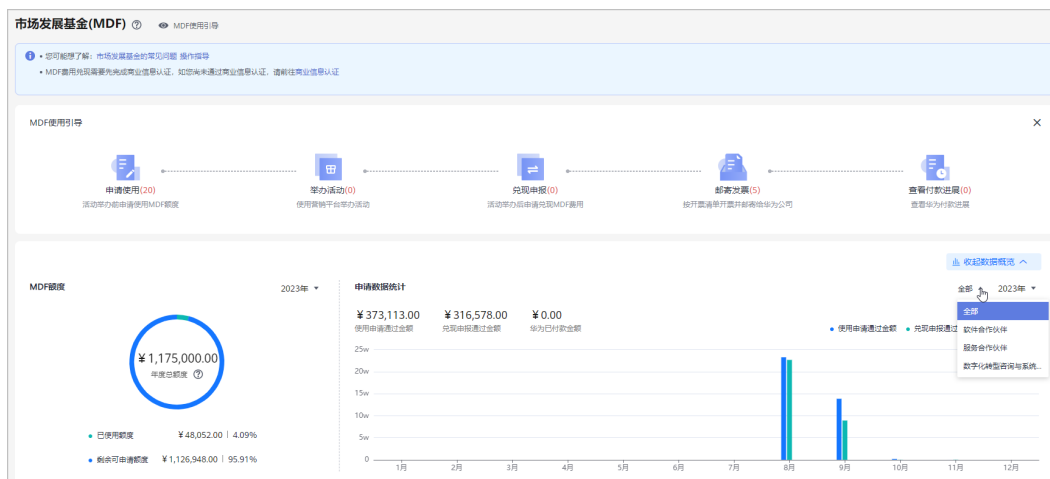 市场发展基金(MDF) MDF使用引导
• 您可能想了解：市场发展基金的常见问题 操作指导
• MDF费用兑现需要先完成商业信息认证，如您尚未通过商业信息认证，请前往商业信息认证
MDF使用引导
申请使用(20) 举办活动(0) 兑现申报(0) 邮寄发票(5) 查看付款进展(0)
活动举办前申请使用MDF额度 使用营销平台举办活动 活动举办后申请兑现MDF费用 按开票清单开票并邮寄给华为公司 查看华为付款进展
收起数据概览
MDF额度 2023年 申请数据统计 全部 2023年
¥373,113.00 ¥316,578.00 ¥0.00
使用申请通过金额 兑现申报通过金额 华为已付款金额
全部
软件合作伙伴
服务合作伙伴
数字化转型咨询与系统...
使用申请通过金额 兑现申报通过
¥1,175,000.00
年度总额度
已使用额度 ¥48,052.00 | 4.09%
剩余可申请额度 ¥1,126,948.00 | 95.91%
25w
20w
15w
10w
5w
0
1月 2月 3月 4月 5月 6月 7月 8月 9月 10月 11月 12月